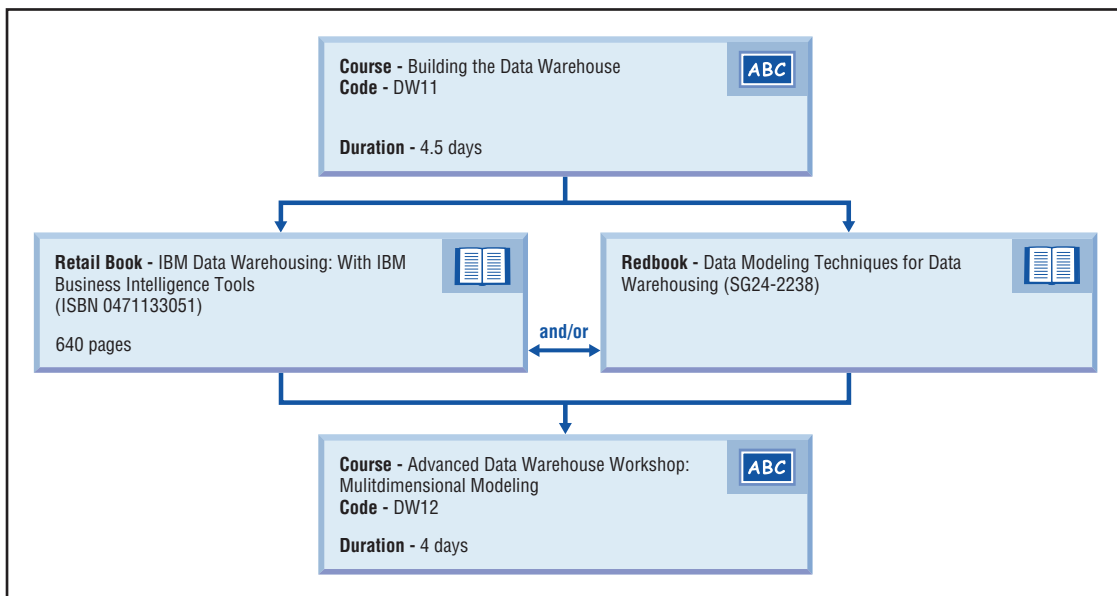 Course - Building the Data Warehouse
Code - DW11
ABC
Duration - 4.5 days
Retail Book - IBM Data Warehousing: With IBM
Business Intelligence Tools
(ISBN 0471133051)
640 pages
and/or
Redbook - Data Modeling Techniques for Data
Warehousing (SG24-2238)
Course - Advanced Data Warehouse Workshop:
Mulitdimensional Modeling
Code - DW12
ABC
Duration - 4 days